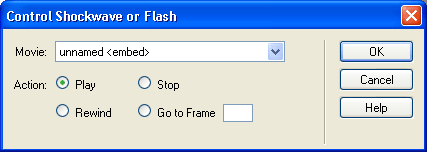 Control Shockwave or Flash
Movie: unnamed <embed> OK
Cancel
Action: Play Stop
Rewind Go to Frame Help